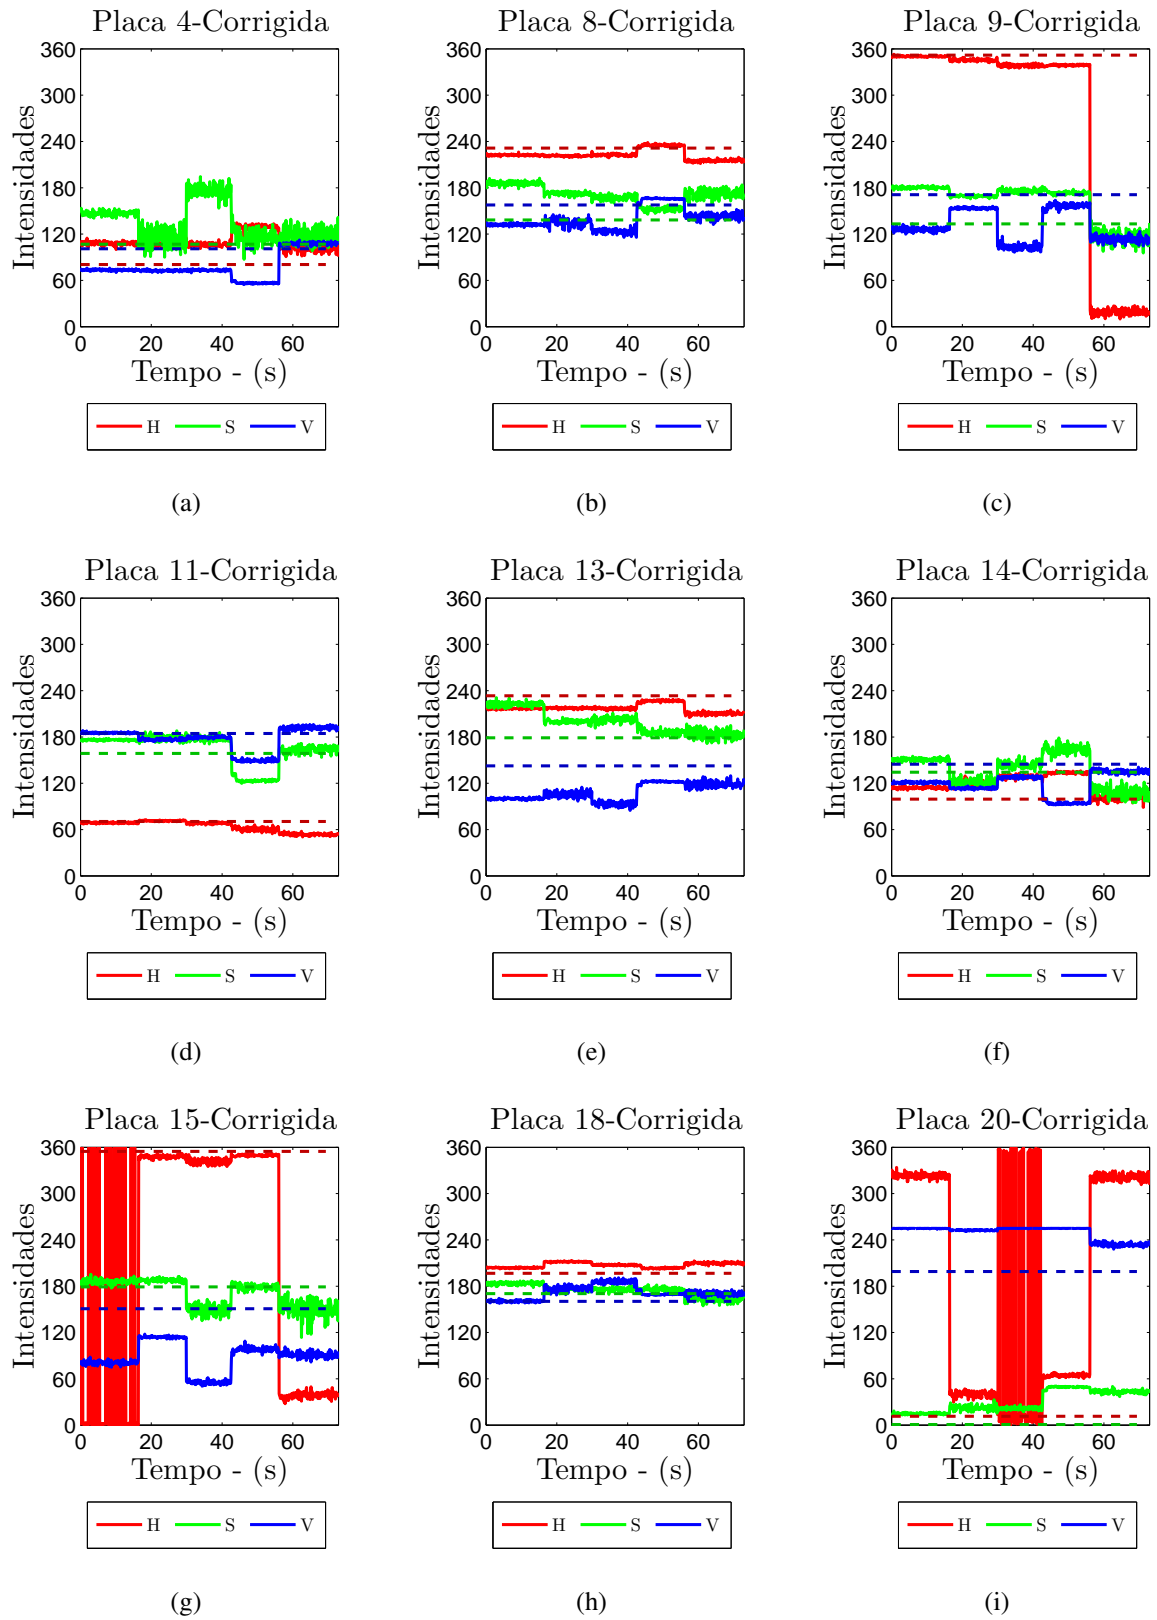 Placa 4-Corrigida
Intensidades
360
300
240
180
120
60
0
0 20 40 60
Tempo - (s)
H S V
(a)
Placa 8-Corrigida
Intensidades
360
300
240
180
120
60
0
0 20 40 60
Tempo - (s)
H S V
(b)
Placa 9-Corrigida
Intensidades
360
300
240
180
120
60
0
0 20 40 60
Tempo - (s)
H S V
(c)
Placa 11-Corrigida
Intensidades
360
300
240
180
120
60
0
0 20 40 60
Tempo - (s)
H S V
(d)
Placa 13-Corrigida
Intensidades
360
300
240
180
120
60
0
0 20 40 60
Tempo - (s)
H S V
(e)
Placa 14-Corrigida
Intensidades
360
300
240
180
120
60
0
0 20 40 60
Tempo - (s)
H S V
(f)
Placa 15-Corrigida
Intensidades
360
300
240
180
120
60
0
0 20 40 60
Tempo - (s)
H S V
(g)
Placa 18-Corrigida
Intensidades
360
300
240
180
120
60
0
0 20 40 60
Tempo - (s)
H S V
(h)
Placa 20-Corrigida
Intensidades
360
300
240
180
120
60
0
0 20 40 60
Tempo - (s)
H S V
(i)